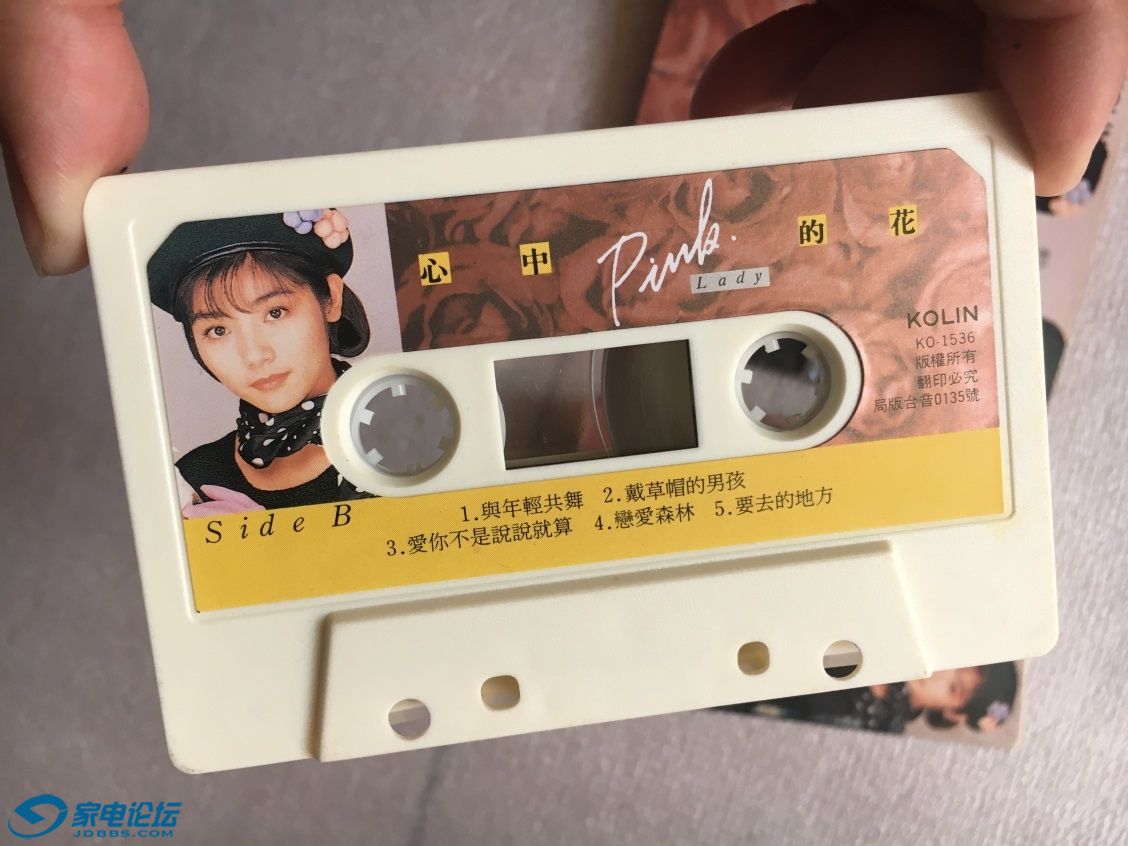 心 中 Pink. 的 花
Lady
KOLIN
KO-1536
版權所有
翻印必究
局版台音0135號
Side B
1.與年輕共舞 2.戴草帽的男孩
3.愛你不是說說就算 4.戀愛森林 5.要去的地方
家电论坛
JDBBS.COM